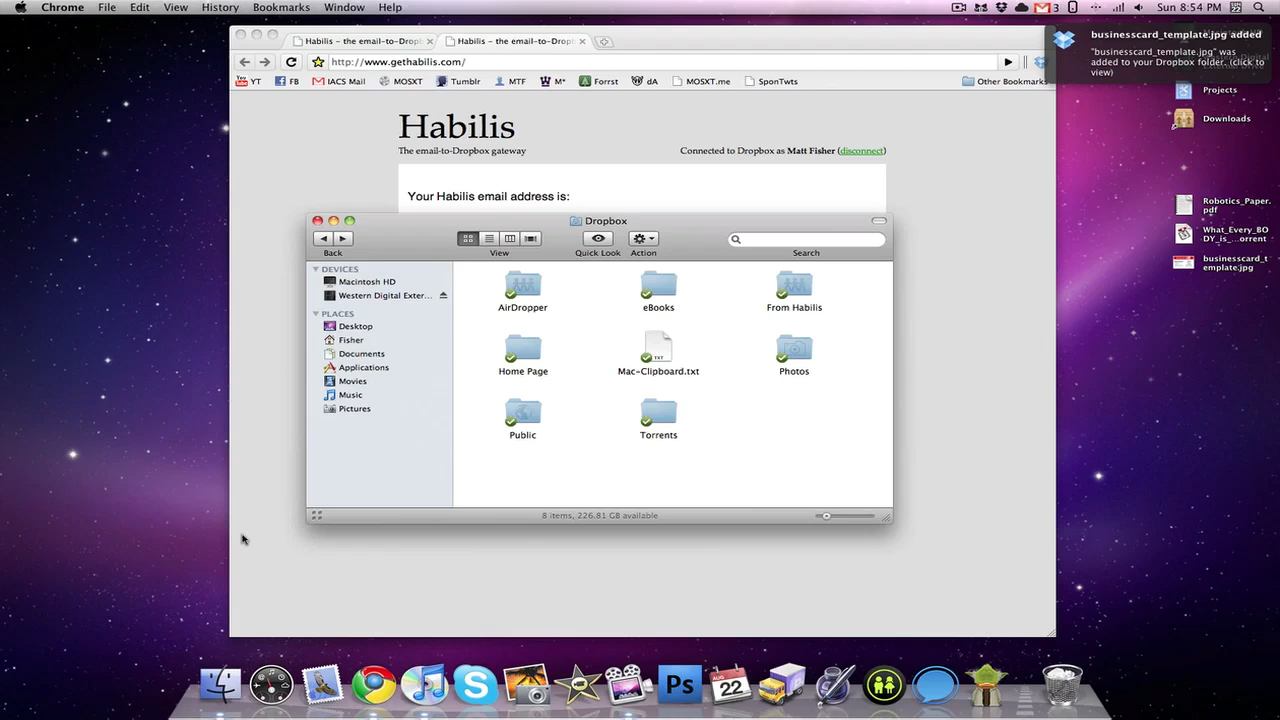 Chrome File Edit View History Bookmarks Window Help
3 Sun 8:54 PM
Habilis – the email-to-Dropb
Habilis – the email-to-Dropb
http://www.gethabilis.com/
YT FB IACS Mail MOSXT Tumblr MTF M* Forrst dA MOSXT.com SponTwts Other Bookmarks
businesscard_template.jpg added
"businesscard_template.jpg" was
added to your Dropbox folder. (click to
view)
Projects
Downloads
Robotics_Paper.
pdf
What_Every_BO
DY_is_...orrent
businesscard_t
emplate.jpg
Habilis
The email-to-Dropbox gateway
Connected to Dropbox as Matt Fisher (disconnect)
Your Habilis email address is:
Dropbox
Back View Quick Look Action Search
DEVICES
Macintosh HD
Western Digital Exter...
PLACES
Desktop
Fisher
Documents
Applications
Movies
Music
Pictures
AirDropper eBooks From Habilis
TXT
Home Page Mac-Clipboard.txt Photos
Public Torrents
8 items, 226.81 GB available
Ps
AUG
22